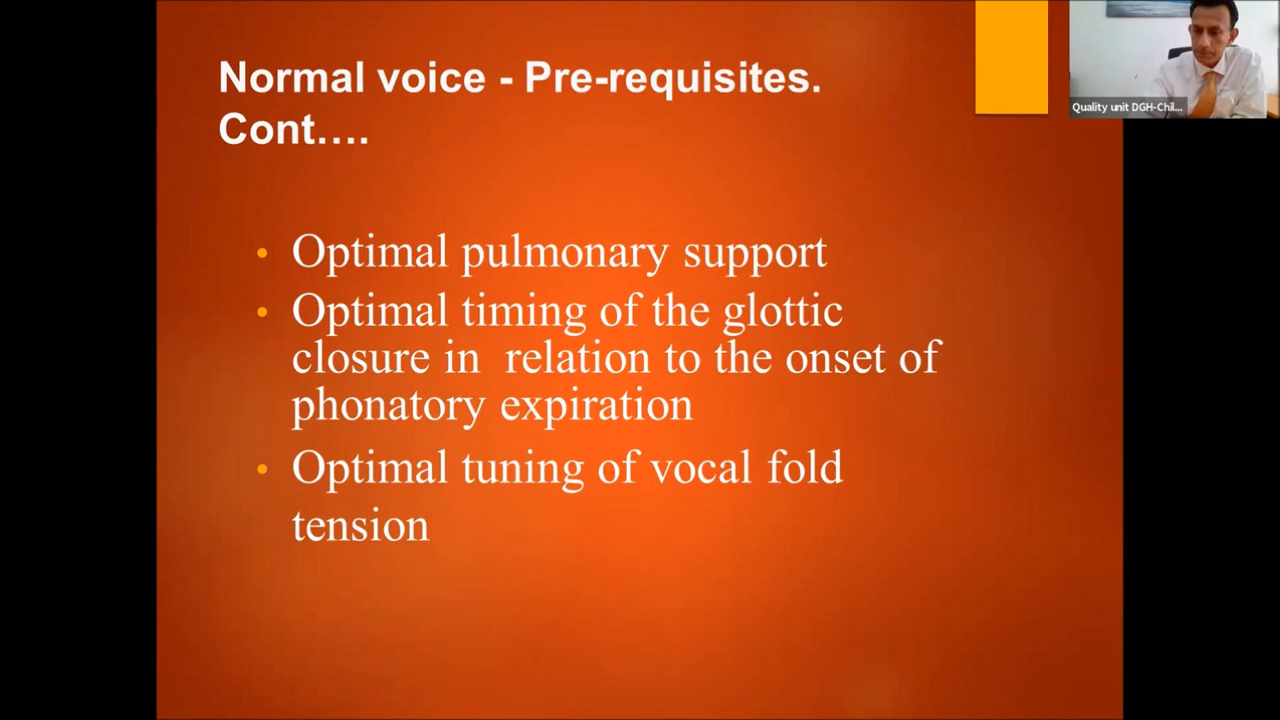 Normal voice - Pre-requisites.
Cont….
Quality unit DGH-Chil...
• Optimal pulmonary support
• Optimal timing of the glottic
closure in  relation to the onset of
phonatory expiration
• Optimal tuning of vocal fold
tension